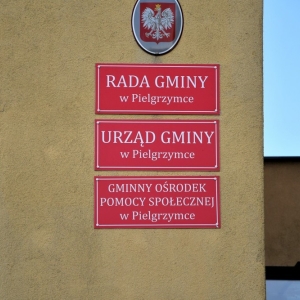 RADA GMINY
w Pielgrzymce
URZĄD GMINY
w Pielgrzymce
GMINNY OŚRODEK
POMOCY SPOŁECZNEJ
w Pielgrzymce